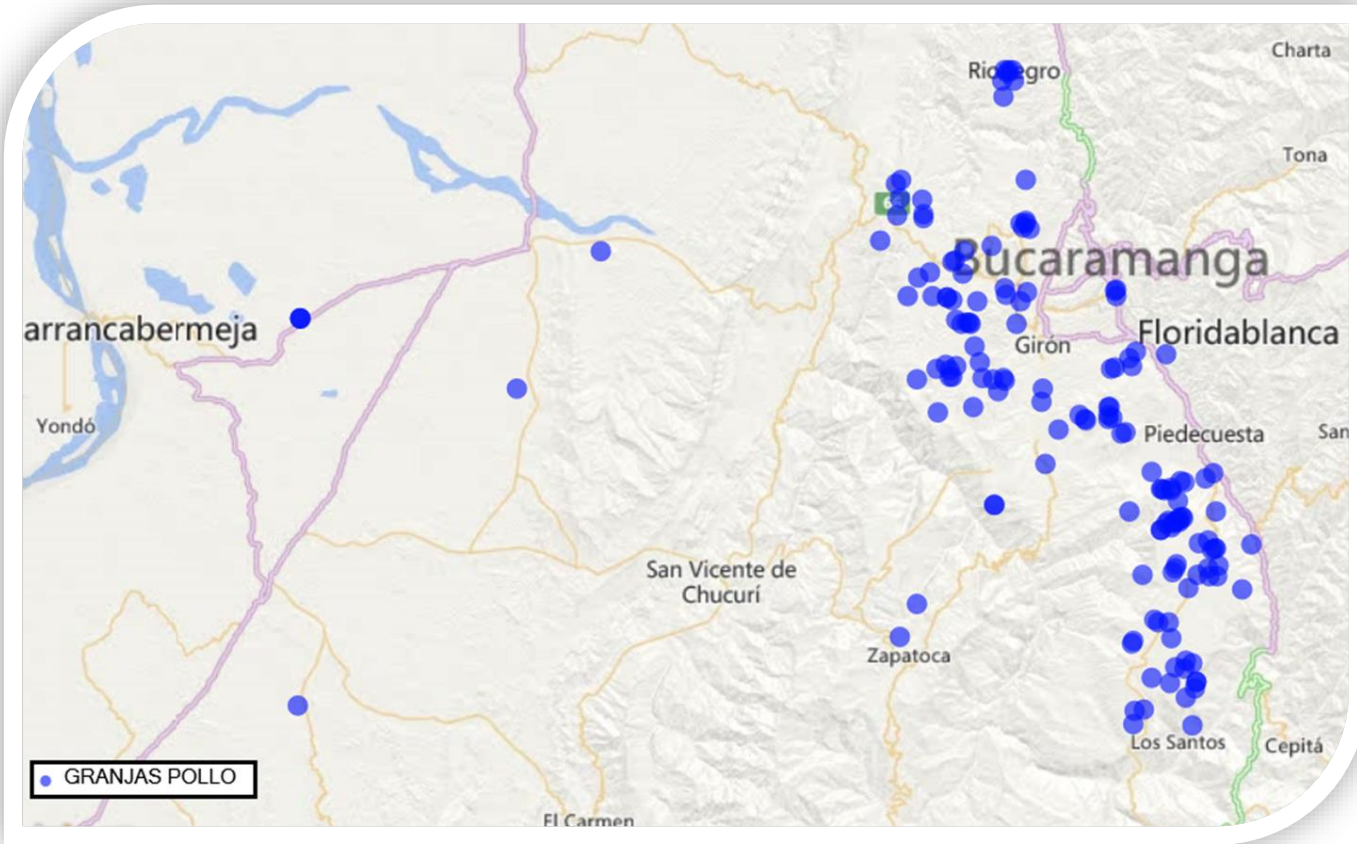 Charta
Rionegro
Tona
Bucaramanga
arrancabermeja
Floridablanca
Girón
Yondó
Piedecuesta
San
San Vicente de
Chucurí
Zapatoca
Los Santos
Cepitá
GRANJAS POLLO
El Carmen